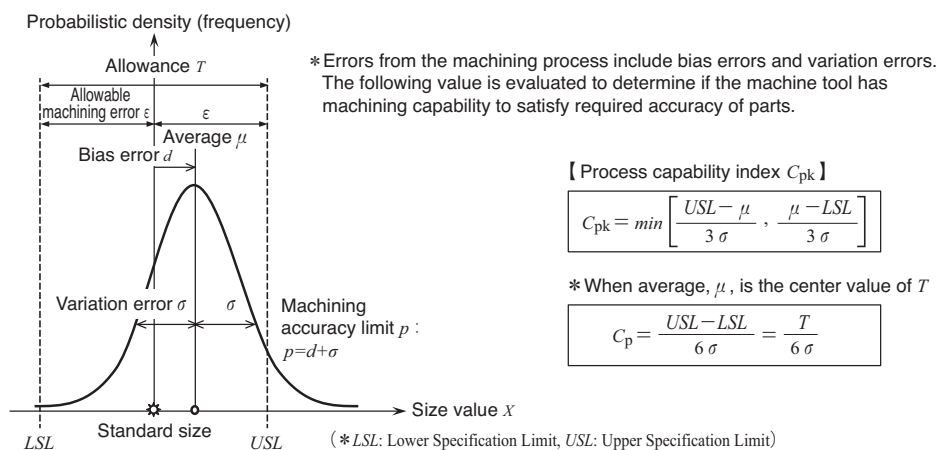 Probabilistic density (frequency)
Allowance T
Allowable
machining error ε
ε
Average μ
Bias error d
Variation error σ
σ
Machining
accuracy limit p :
p=d+σ
Size value X
LSL
Standard size
USL
(*LSL: Lower Specification Limit, USL: Upper Specification Limit)
*Errors from the machining process include bias errors and variation errors.
The following value is evaluated to determine if the machine tool has
machining capability to satisfy required accuracy of parts.
【Process capability index Cpk】
Cpk = min [ USL− μ / 3 σ , μ −LSL / 3 σ ]
*When average, μ , is the center value of T
Cp = USL−LSL / 6 σ = T / 6 σ